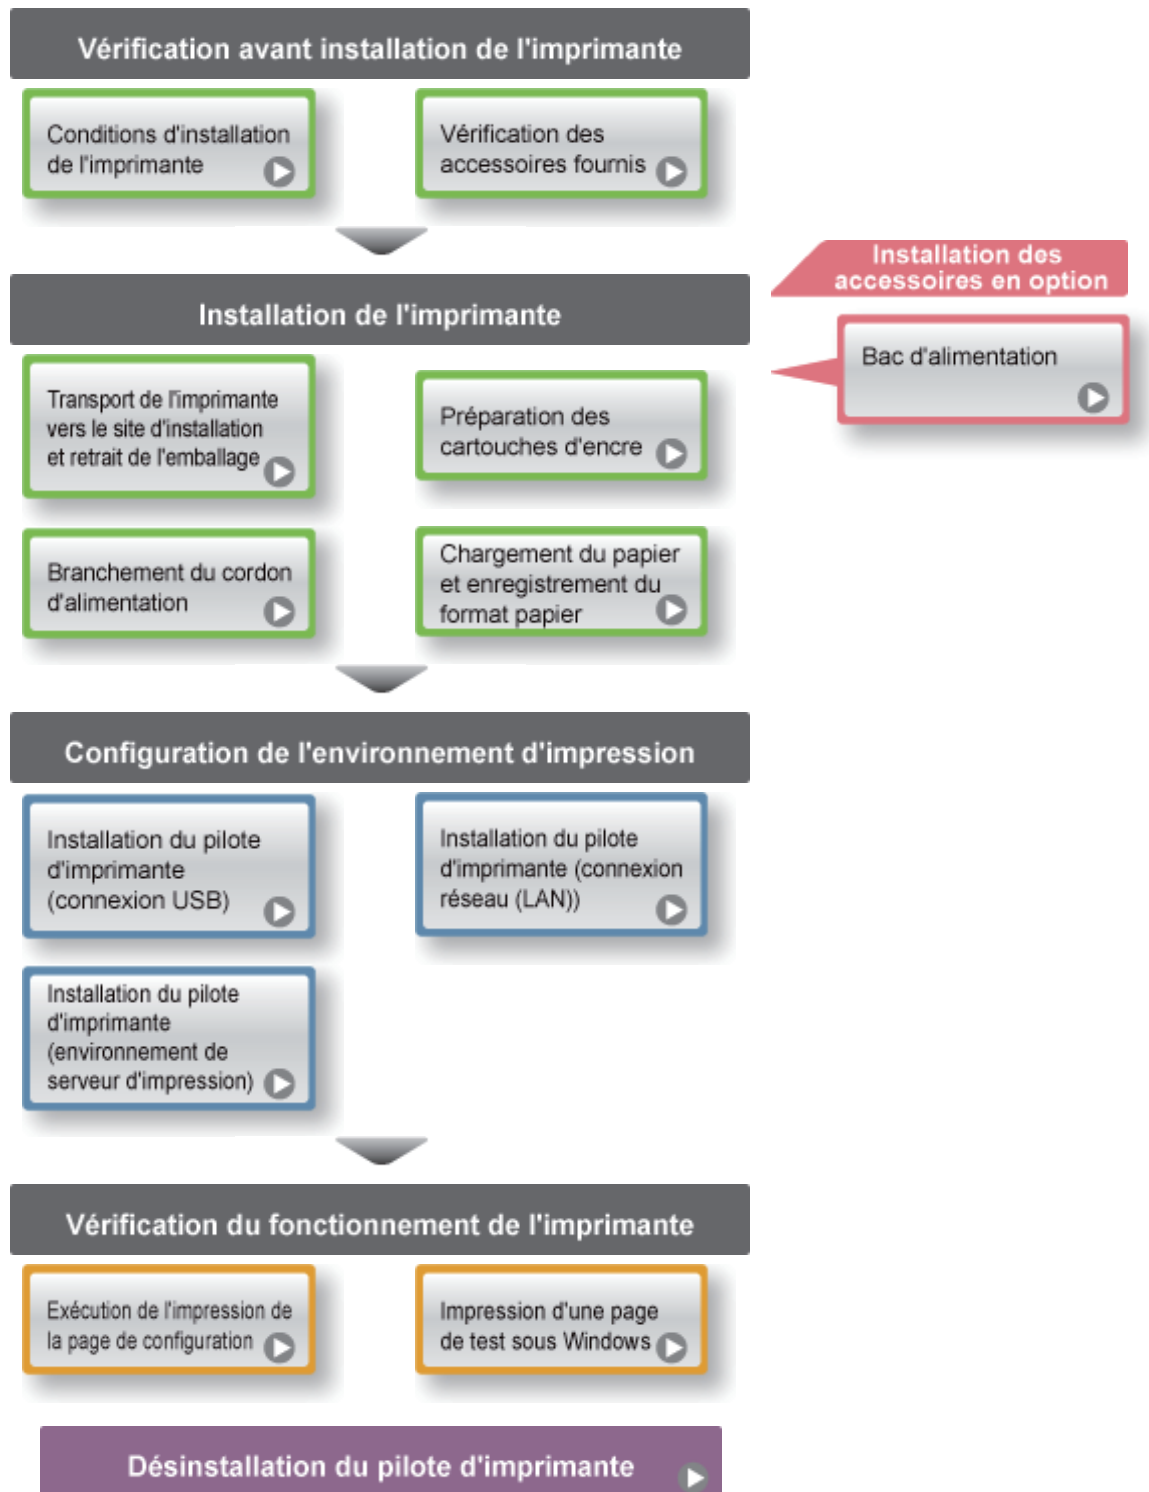 Vérification avant installation de l'imprimante
Conditions d'installation
de l'imprimante
Vérification des
accessoires fournis
Installation des
accessoires en option
Installation de l'imprimante
Bac d'alimentation
Transport de l'imprimante
vers le site d'installation
et retrait de l'emballage
Préparation des
cartouches d'encre
Branchement du cordon
d'alimentation
Chargement du papier
et enregistrement du
format papier
Configuration de l'environnement d'impression
Installation du pilote
d'imprimante
(connexion USB)
Installation du pilote
d'imprimante (connexion
réseau (LAN))
Installation du pilote
d'imprimante
(environnement de
serveur d'impression)
Vérification du fonctionnement de l'imprimante
Exécution de l'impression de
la page de configuration
Impression d'une page
de test sous Windows
Désinstallation du pilote d'imprimante